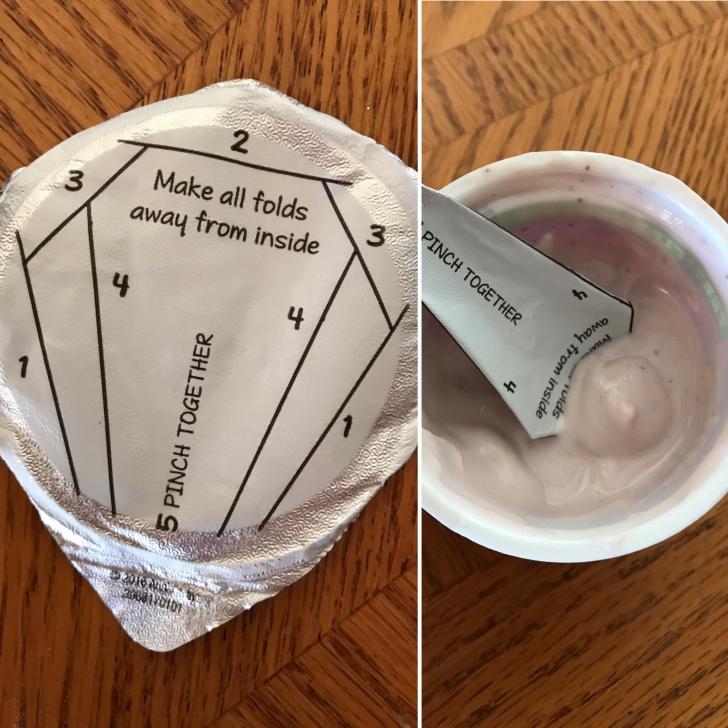 2
3
Make all folds
away from inside
3
4
4
1
1
5 PINCH TOGETHER
PINCH TOGETHER
4
4
away from inside